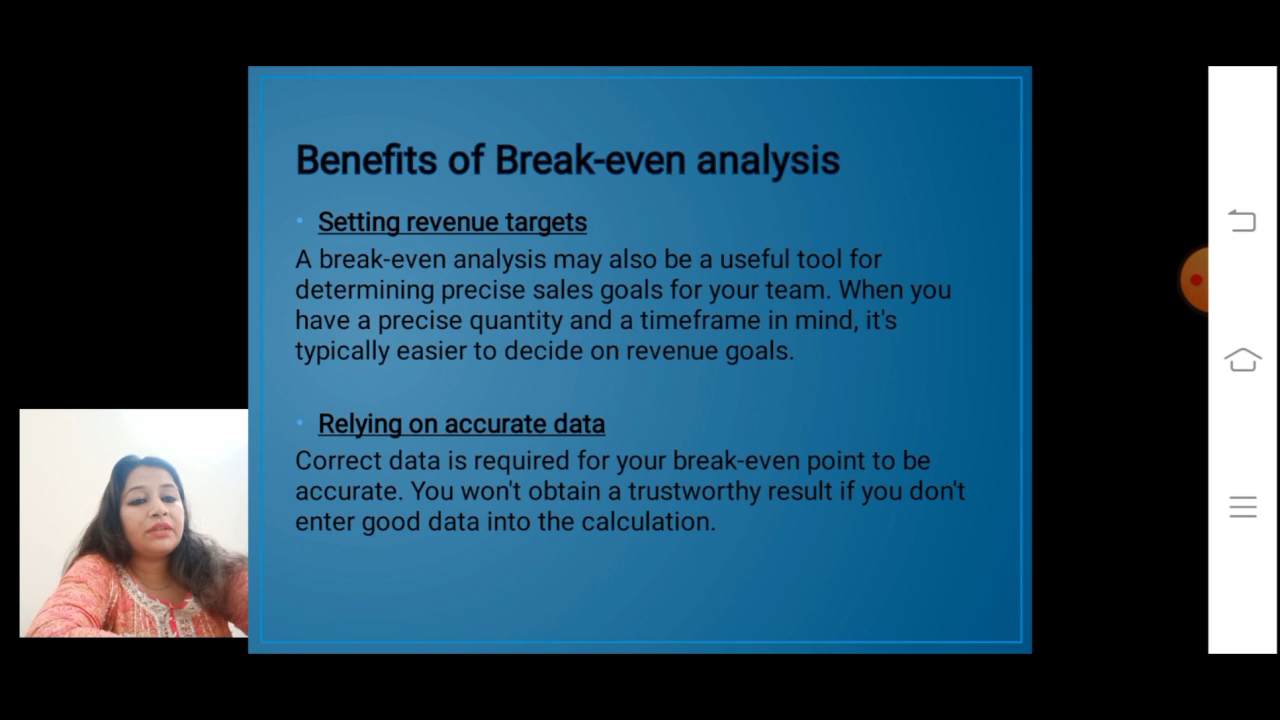 Benefits of Break-even analysis
• Setting revenue targets
A break-even analysis may also be a useful tool for
determining precise sales goals for your team. When you
have a precise quantity and a timeframe in mind, it's
typically easier to decide on revenue goals.
• Relying on accurate data
Correct data is required for your break-even point to be
accurate. You won't obtain a trustworthy result if you don't
enter good data into the calculation.